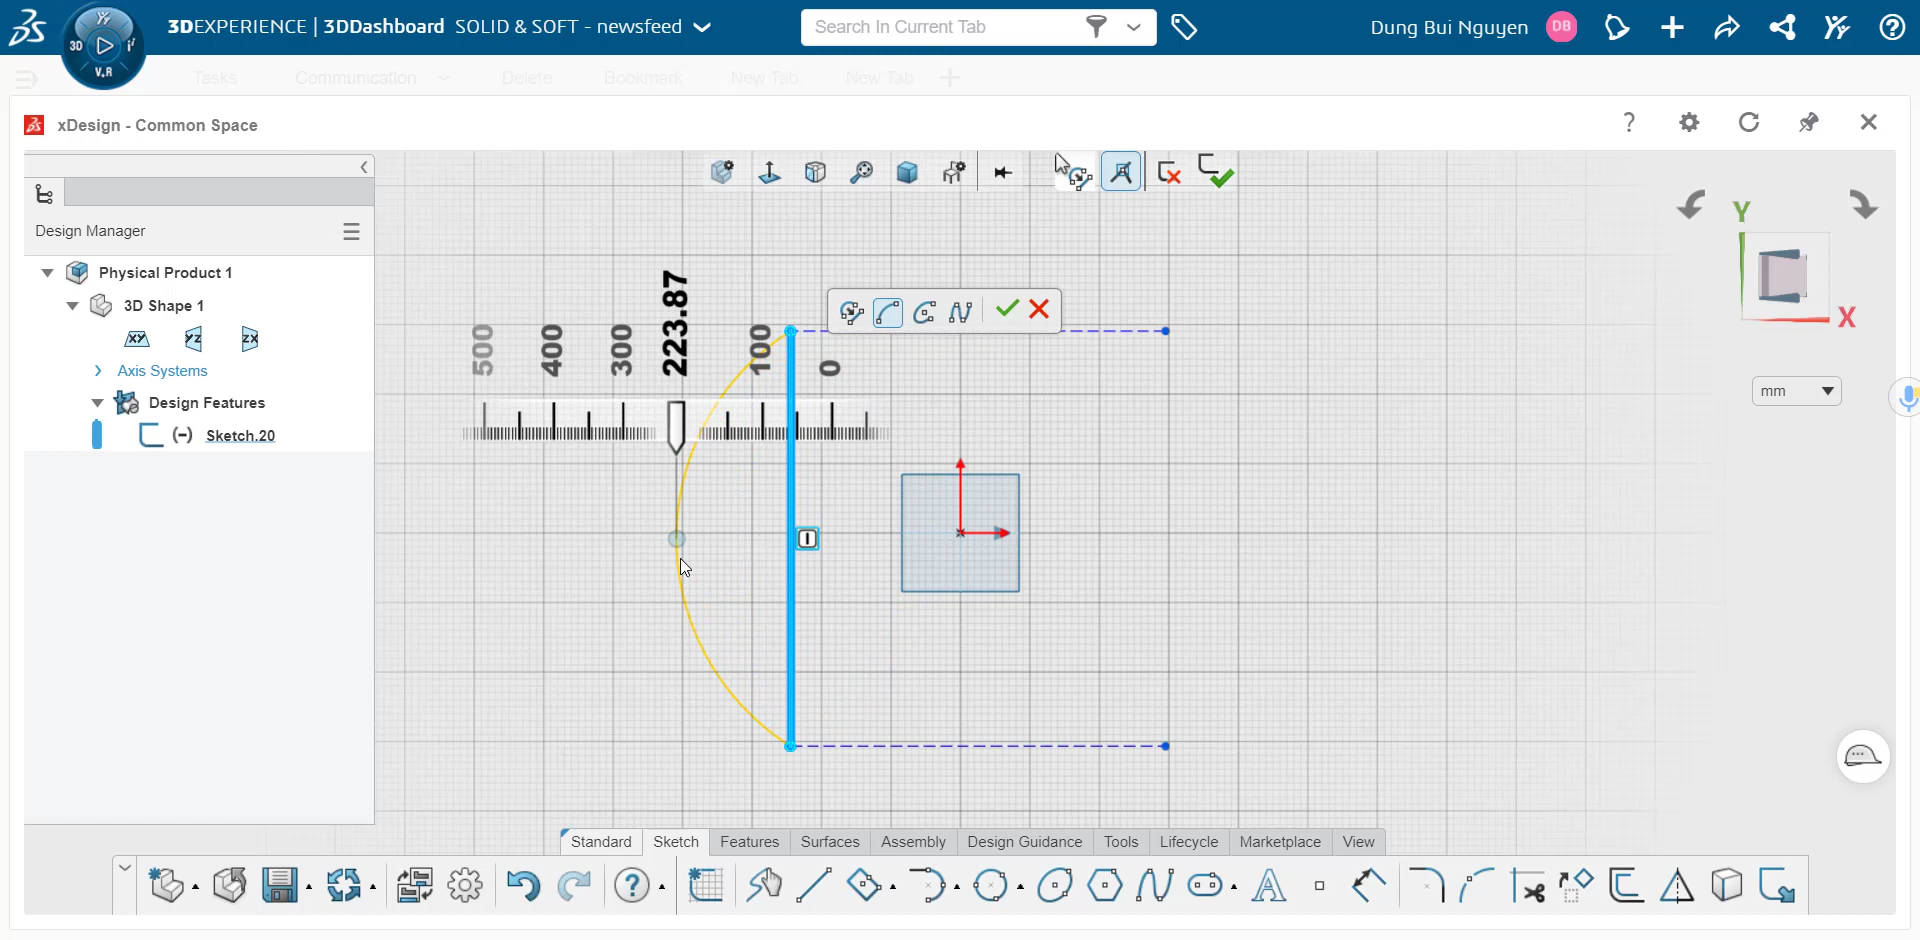 3DEXPERIENCE | 3DDashboard SOLID & SOFT - newsfeed
Search In Current Tab
Dung Bui Nguyen DB
3D V.R
Tasks Communication Delete Bookmark New Tab New Tab
xDesign - Common Space
Design Manager
Physical Product 1
3D Shape 1
XY YZ ZX
Axis Systems
Design Features
(-) Sketch.20
500 400 300 223.87 100 0
Y
X
mm
Standard Sketch Features Surfaces Assembly Design Guidance Tools Lifecycle Marketplace View